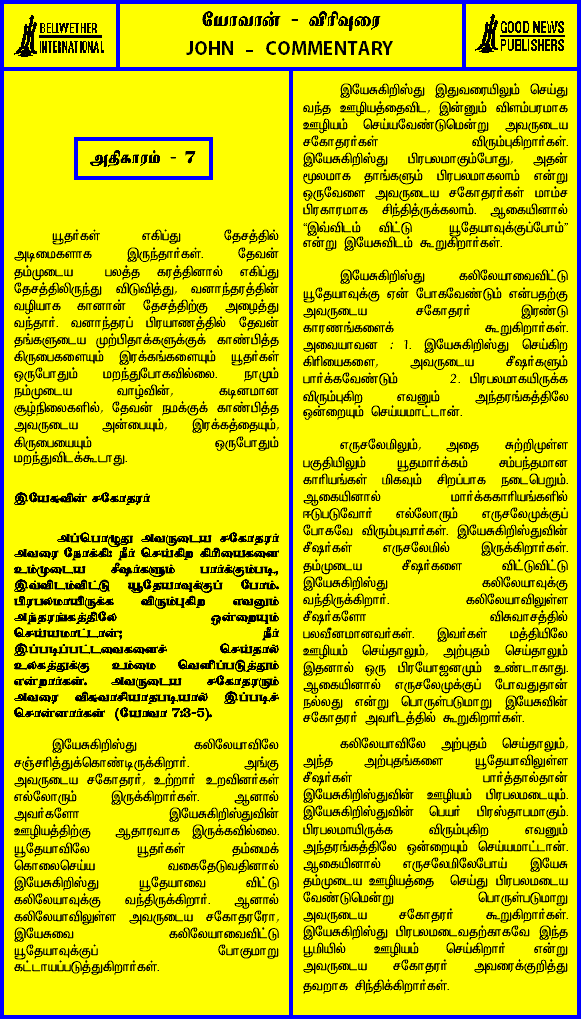 BELWETHER
INTERNATIONAL
யோவான் - விரிவுரை
JOHN - COMMENTARY
GOOD NEWS
PUBLISHERS
அதிகாரம் - 7
யூதர்கள் எகிப்து தேசத்தில்
அடிமைகளாக இருந்தார்கள். தேவன்
தம்முடைய பலத்த கரத்தினால் எகிப்து
தேசத்திலிருந்து விடுவித்து, வனாந்தரத்தின்
வழியாக கானான் தேசத்திற்கு அழைத்து
வந்தார். வனாந்தரப் பிரயாணத்தில் தேவன்
தங்களுடைய முற்பிதாக்களுக்குக் காண்பித்த
கிருபைகளையும் இரக்கங்களையும் யூதர்கள்
ஒருபோதும் மறந்துபோகவில்லை. நாமும்
நம்முடைய வாழ்வின், கடினமான
சூழ்நிலைகளில், தேவன் நமக்குக் காண்பித்த
அவருடைய அன்பையும், இரக்கத்தையும்,
கிருபையையும் ஒருபோதும்
மறந்துவிடக்கூடாது.
இயேசுவின் சகோதரர்
அப்பொழுது அவருடைய சகோதரர்
அவரை நோக்கி: நீர் செய்கிற கிரியைகளை
உம்முடைய சீஷர்களும் பார்க்கும்படி,
இவ்விடம்விட்டு யூதேயாவுக்குப் போம்.
பிரபலமாயிருக்க விரும்புகிற எவனும்
அந்தரங்கத்திலே ஒன்றையும்
செய்யமாட்டான்; நீர்
இப்படிப்பட்டவைகளைச் செய்தால்
உலகத்துக்கு உம்மை வெளிப்படுத்தும்
என்றார்கள். அவருடைய சகோதரரும்
அவரை விசுவாசியாதபடியால் இப்படிச்
சொன்னார்கள் (யோவா 7:3-5).
இயேசுகிறிஸ்து கலிலேயாவிலே
சஞ்சரித்துக்கொண்டிருக்கிறார். அங்கு
அவருடைய சகோதரர், உற்றார் உறவினர்கள்
எல்லோரும் இருக்கிறார்கள். ஆனால்
அவர்களோ இயேசுகிறிஸ்துவின்
ஊழியத்திற்கு ஆதாரவாக இருக்கவில்லை.
யூதேயாவிலே யூதர்கள் தம்மைக்
கொலைசெய்ய வகைதேடுவதினால்
இயேசுகிறிஸ்து யூதேயாவை விட்டு
கலிலேயாவுக்கு வந்திருக்கிறார். ஆனால்
கலிலேயாவிலுள்ள அவருடைய சகோதரரோ,
இயேசுவை கலிலேயாவைவிட்டு
யூதேயாவுக்குப் போகுமாறு
கட்டாயப்படுத்துகிறார்கள்.
இயேசுகிறிஸ்து இதுவரையிலும் செய்து
வந்த ஊழியத்தைவிட, இன்னும் விளம்பரமாக
ஊழியம் செய்யவேண்டுமென்று அவருடைய
சகோதரர்கள் விரும்புகிறார்கள்.
இயேசுகிறிஸ்து பிரபலமாகும்போது, அதன்
மூலமாக தாங்களும் பிரபலமாகலாம் என்று
ஒருவேளை அவருடைய சகோதரர்கள் மாம்ச
பிரகாரமாக சிந்தித்ருக்கலாம். ஆகையினால்
“இவ்விடம் விட்டு யூதேயாவுக்குப்போம்”
என்று இயேசுவிடம் கூறுகிறார்கள்.
இயேசுகிறிஸ்து கலிலேயாவைவிட்டு
யூதேயாவுக்கு ஏன் போகவேண்டும் என்பதற்கு
அவருடைய சகோதரர் இரண்டு
காரணங்களைக் கூறுகிறார்கள்.
அவையாவன : 1. இயேசுகிறிஸ்து செய்கிற
கிரியைகளை, அவருடைய சீஷர்களும்
பார்க்கவேண்டும் 2. பிரபலமாகயிருக்க
விரும்புகிற எவனும் அந்தரங்கத்திலே
ஒன்றையும் செய்யமாட்டான்.
எருசலேமிலும், அதை சுற்றிமுள்ள
பகுதியிலும் யூதமார்க்கம் சம்பந்தமான
காரியங்கள் மிகவும் சிறப்பாக நடைபெறும்.
ஆகையினால் மார்க்ககாரியங்களில்
ஈடுபடுவோர் எல்லோரும் எருசலேமுக்குப்
போகவே விரும்புவார்கள். இயேசுகிறிஸ்துவின்
சீஷர்கள் எருசலேமில் இருக்கிறார்கள்.
தம்முடைய சீஷர்களை விட்டுவிட்டு
இயேசுகிறிஸ்து கலிலேயாவுக்கு
வந்திருக்கிறார். கலிலேயாவிலுள்ள
சீஷர்களோ விசுவாசத்தில்
பலவீனமானவர்கள். இவர்கள் மத்தியிலே
ஊழியம் செய்தாலும், அற்புதம் செய்தாலும்
இதனால் ஒரு பிரயோஜனமும் உண்டாகாது.
ஆகையினால் எருசலேமுக்குப் போவதுதான்
நல்லது என்று பொருள்படுமாறு இயேசுவின்
சகோதரர் அவரிடத்தில் கூறுகிறார்கள்.
கலிலேயாவிலே அற்புதம் செய்தாலும்,
அந்த அற்புதங்களை யூதேயாவிலுள்ள
சீஷர்கள் பார்த்தால்தான்
இயேசுகிறிஸ்துவின் ஊழியம் பிரபலமடையும்.
இயேசுகிறிஸ்துவின் பெயர் பிரஸ்தாபமாகும்.
பிரபலமாயிருக்க விரும்புகிற எவனும்
அந்தரங்கத்திலே ஒன்றையும் செய்யமாட்டான்.
ஆகையினால் எருசலேமிலேபோய் இயேசு
தம்முடைய ஊழியத்தை செய்து பிரபலமடைய
வேண்டுமென்று பொருள்படுமாறு
அவருடைய சகோதரர் கூறுகிறார்கள்.
இயேசுகிறிஸ்து பிரபலமடைவதற்காகவே இந்த
பூமியில் ஊழியம் செய்கிறார் என்று
அவருடைய சகோதரர் அவரைக்குறித்து
தவறாக சிந்திக்கிறார்கள்.